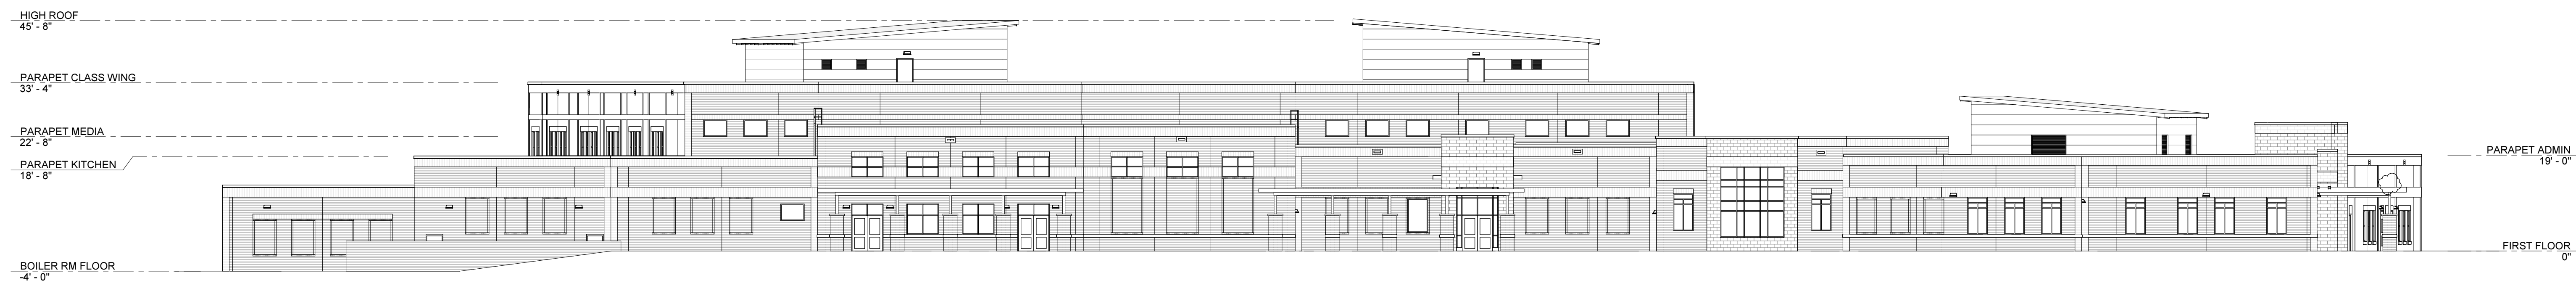 HIGH ROOF
45' - 8"
PARAPET CLASS WING
33' - 4"
PARAPET MEDIA
22' - 8"
PARAPET KITCHEN
18' - 8"
BOILER RM FLOOR
-4' - 0"
PARAPET ADMIN
19' - 0"
FIRST FLOOR
0"